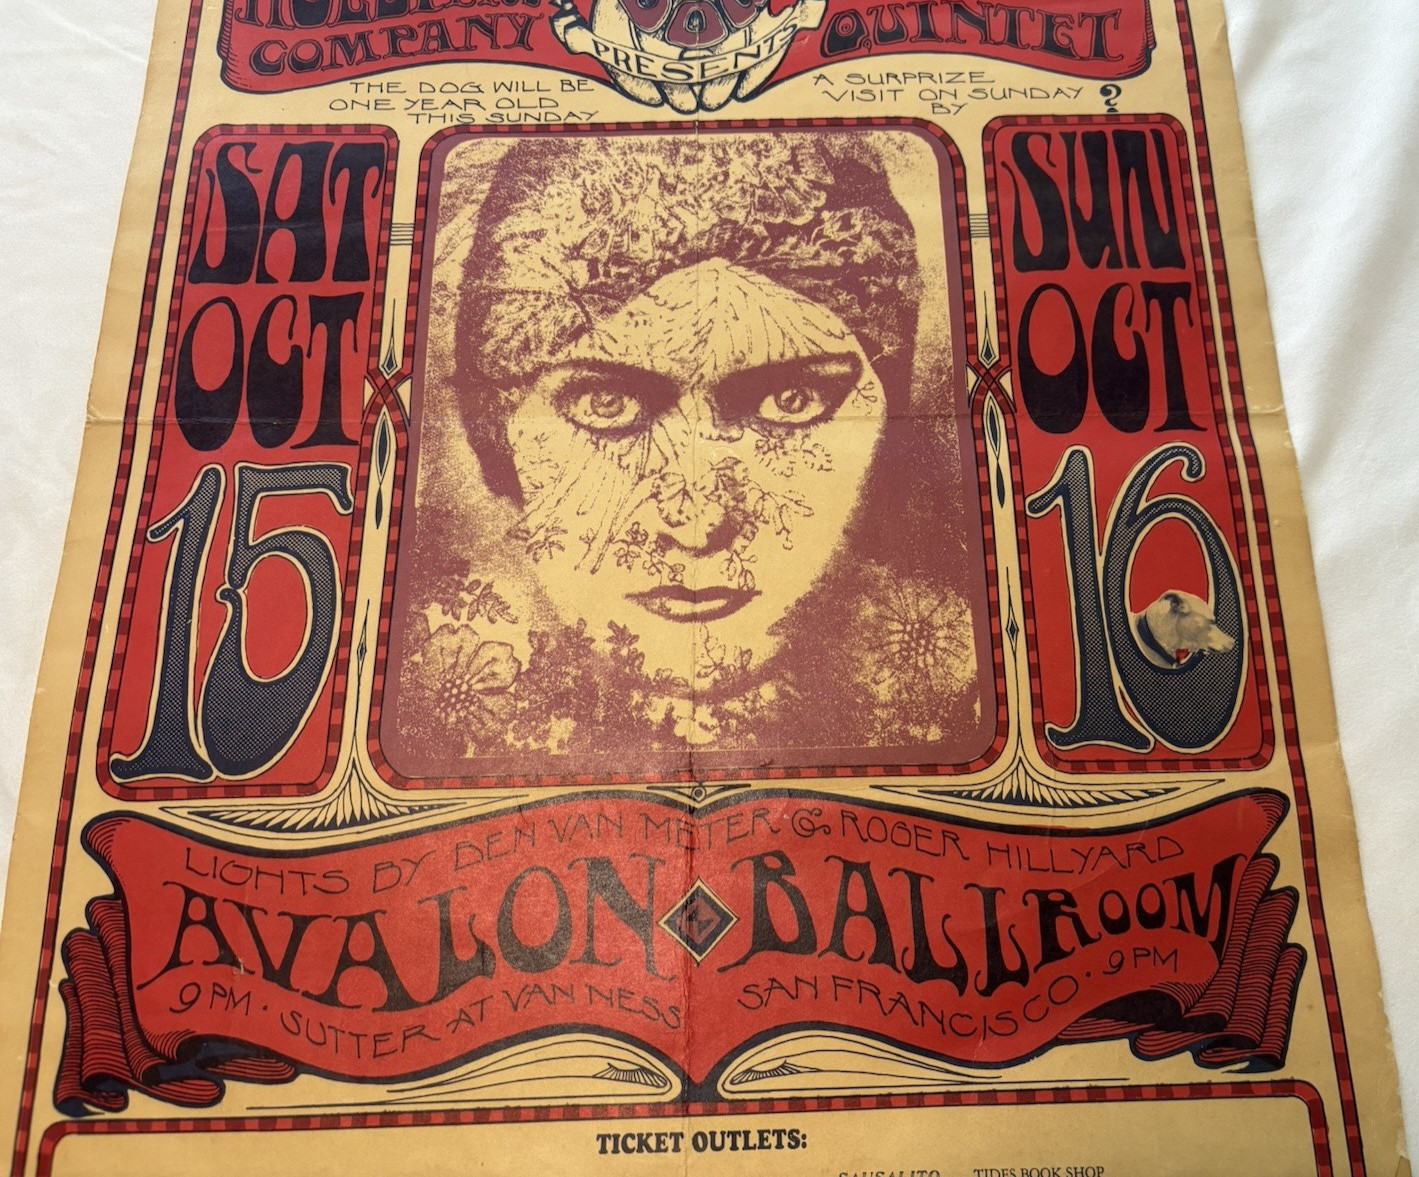 COMPANY
PRESENTS
QUINTET
THE DOG WILL BE
ONE YEAR OLD
THIS SUNDAY
A SURPRIZE
VISIT ON SUNDAY
BY ?
SAT
OCT
15
SUN
OCT
16
LIGHTS BY BEN VAN METER & ROGER HILLYARD
AVALON BALLROOM
9 PM · SUTTER AT VAN NESS SAN FRANCISCO · 9 PM
TICKET OUTLETS:
SAUSALITO TIDES BOOK SHOP